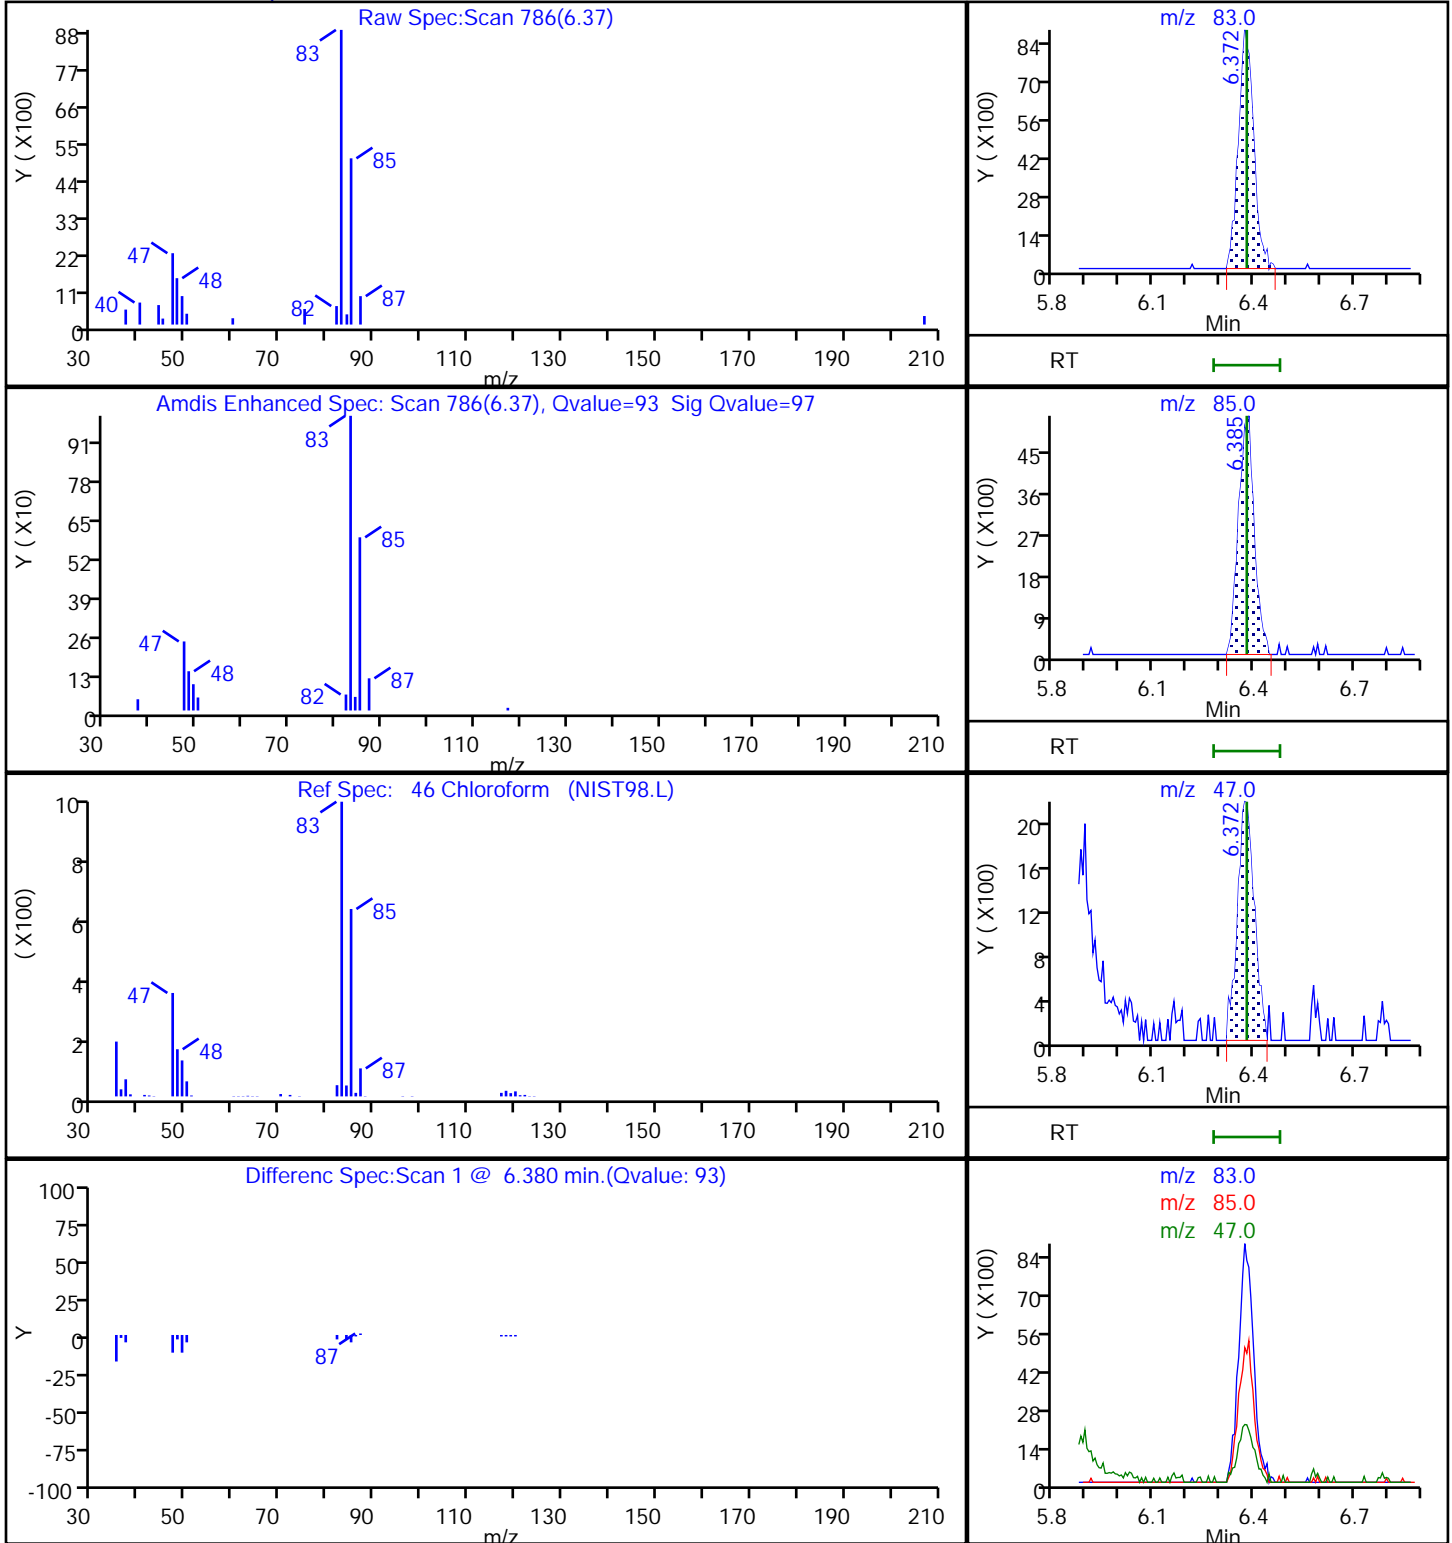 Raw Spec:Scan 786(6.37)
Y ( X100)
88
77
66
55
44
33
22
11
0
83
85
47
48
40
82
87
30 50 70 90 110 130 150 170 190 210
m/z
m/z 83.0
Y ( X100)
84
70
56
42
28
14
0
6.372
5.8 6.1 6.4 6.7
Min
RT
Amdis Enhanced Spec: Scan 786(6.37), Qvalue=93 Sig Qvalue=97
Y ( X10)
91
78
65
52
39
26
13
0
83
85
47
48
82
87
30 50 70 90 110 130 150 170 190 210
m/z
m/z 85.0
Y ( X100)
45
36
27
18
9
0
6.385
5.8 6.1 6.4 6.7
Min
RT
Ref Spec: 46 Chloroform (NIST98.L)
( X100)
10
8
6
4
2
0
83
85
47
48
87
30 50 70 90 110 130 150 170 190 210
m/z 47.0
Y ( X100)
20
16
12
8
4
0
6.372
5.8 6.1 6.4 6.7
Min
RT
Differenc Spec:Scan 1 @ 6.380 min.(Qvalue: 93)
Y
100
75
50
25
0
-25
-50
-75
-100
87
30 50 70 90 110 130 150 170 190 210
m/z
m/z 83.0
m/z 85.0
m/z 47.0
Y ( X100)
84
70
56
42
28
14
0
5.8 6.1 6.4 6.7
Min